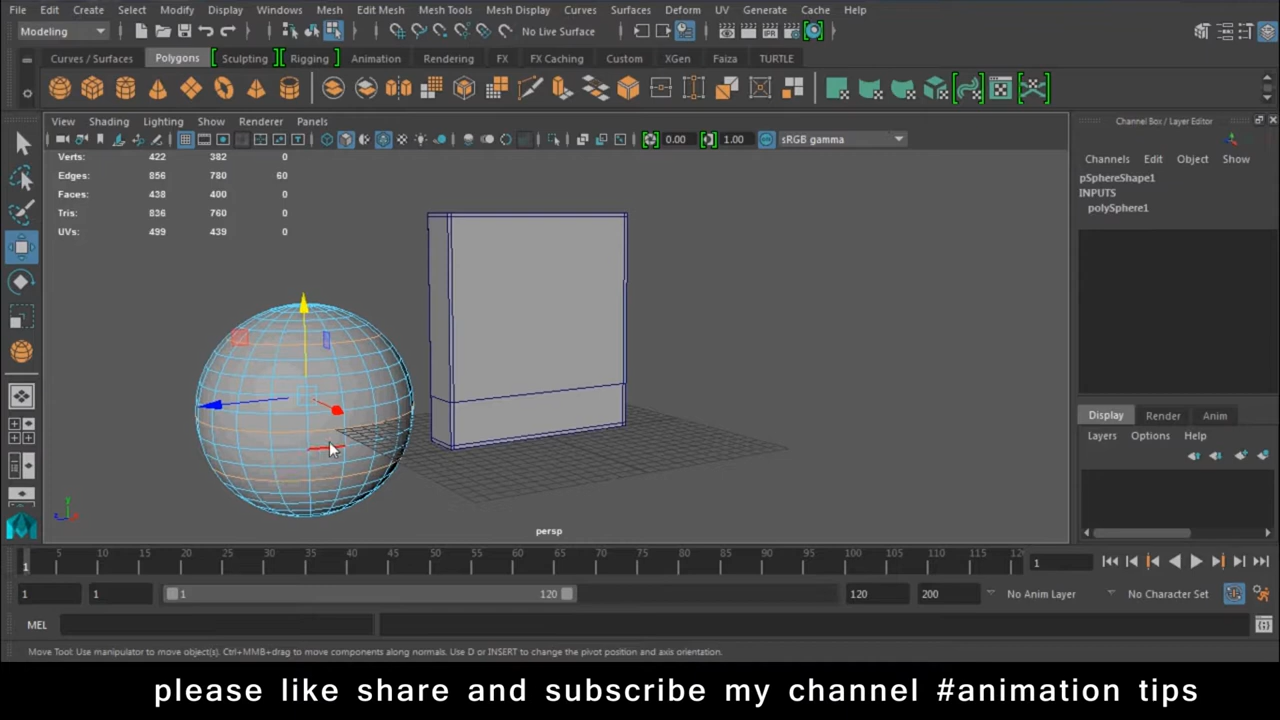 File Edit Create Select Modify Display Windows Mesh Edit Mesh Mesh Tools Mesh Display Curves Surfaces Deform UV Generate Cache Help
Modeling No Live Surface
Curves / Surfaces Polygons Sculpting Rigging Animation Rendering FX FX Caching Custom XGen Faiza TURTLE
View Shading Lighting Show Renderer Panels
0.00 1.00 sRGB gamma
Verts: 422 382 0
Edges: 856 780 60
Faces: 438 400 0
Tris: 836 760 0
UVs: 499 439 0
persp
Channel Box / Layer Editor
Channels Edit Object Show
pSphereShape1
INPUTS
polySphere1
Display Render Anim
Layers Options Help
5 10 15 20 25 30 35 40 45 50 55 60 65 70 75 80 85 90 95 100 105 110 115 12
1 1
1 1 1 120 120 200 No Anim Layer No Character Set
MEL
Move Tool: Use manipulator to move object(s). Ctrl+MMB+drag to move components along normals. Use D or INSERT to change the pivot position and axis orientation.
please like share and subscribe my channel #animation tips